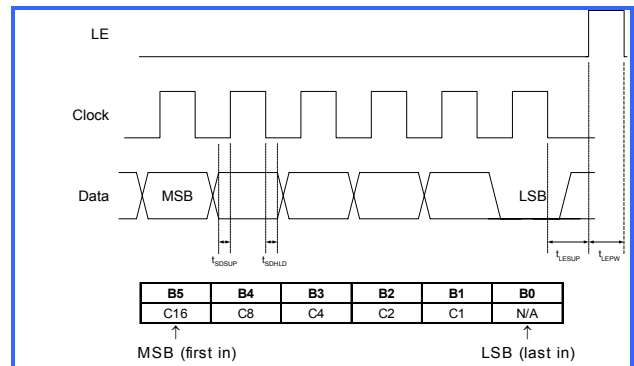 LE
Clock
Data
MSB
LSB
tSDSUP
tSDHLD
tLESUP
tLEPW
B5 B4 B3 B2 B1 B0
C16 C8 C4 C2 C1 N/A
↑ ↑
MSB (first in) LSB (last in)